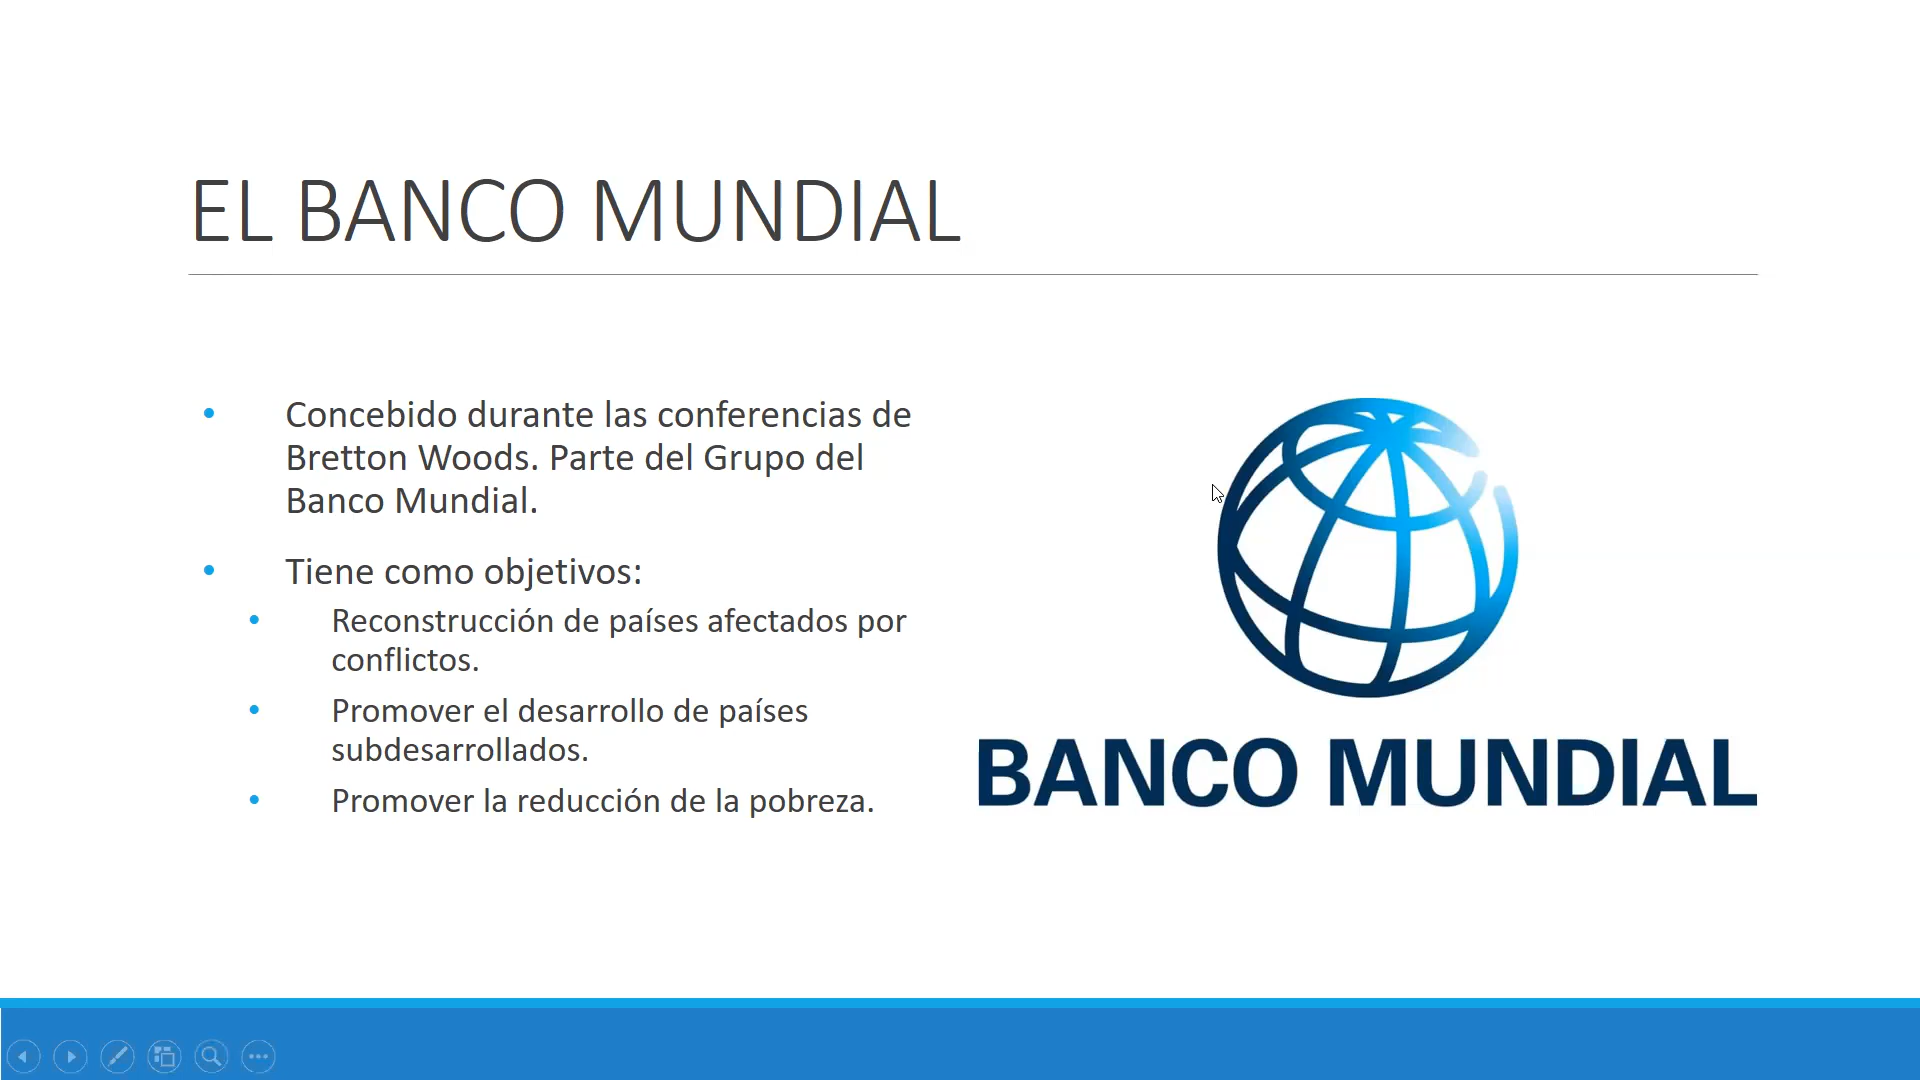 EL BANCO MUNDIAL
• Concebido durante las conferencias de
Bretton Woods. Parte del Grupo del
Banco Mundial.
• Tiene como objetivos:
• Reconstrucción de países afectados por
conflictos.
• Promover el desarrollo de países
subdesarrollados.
• Promover la reducción de la pobreza.
BANCO MUNDIAL